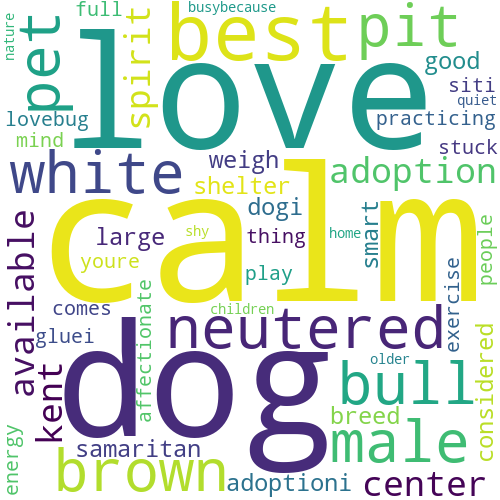 full busybecause
nature pet spirit best pit
love good
siti quiet
lovebug practicing
mind stuck
white weigh adoption
shelter
dogi smart people
available large shy thing home
youre calm play
affectionate exercise
comes children
gluei neutered considered
kent dog older
bull
breed
samaritan male
energy brown adoptioni center